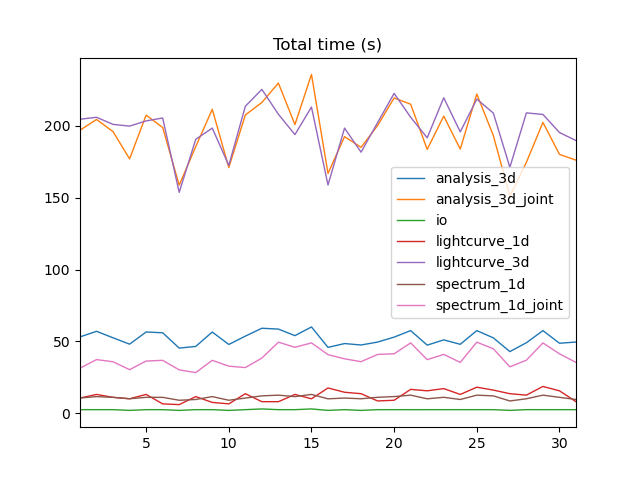 Total time (s)
200
150
100
50
0
analysis_3d
analysis_3d_joint
io
lightcurve_1d
lightcurve_3d
spectrum_1d
spectrum_1d_joint
5 10 15 20 25 30